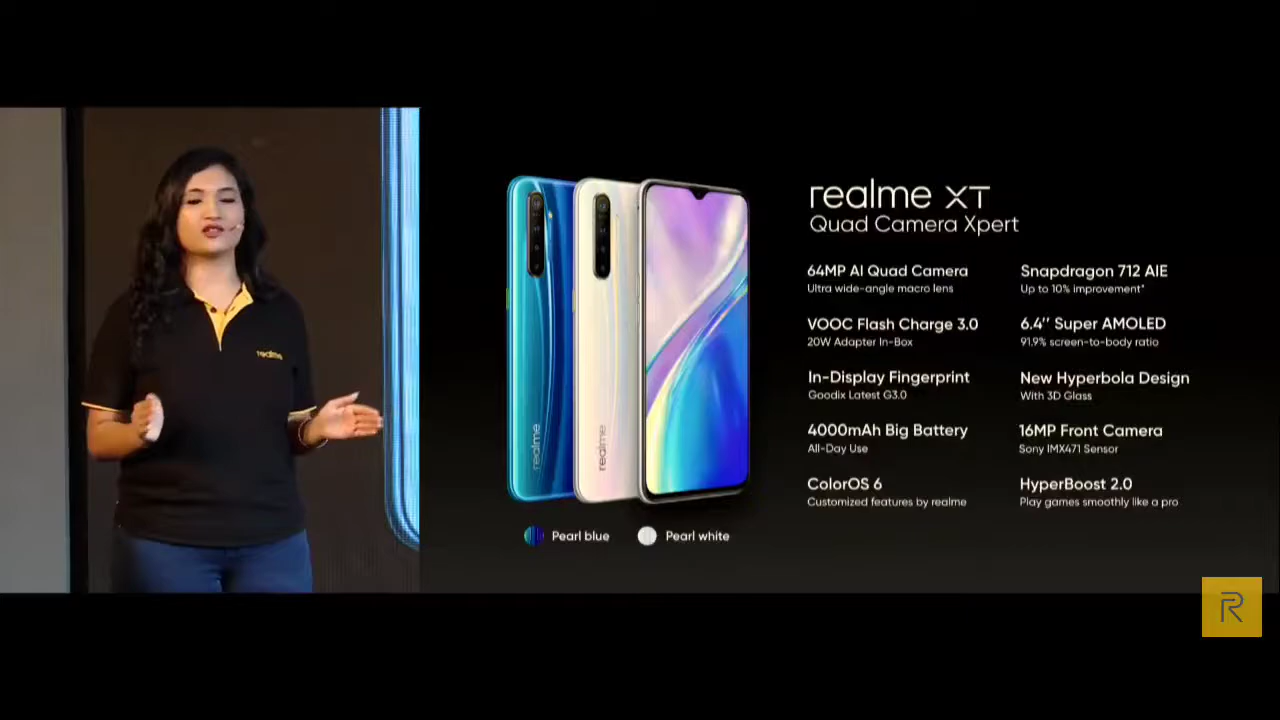 realme XT
Quad Camera Xpert
64MP AI Quad Camera
Ultra wide-angle macro lens
Snapdragon 712 AIE
Up to 10% improvement*
VOOC Flash Charge 3.0
20W Adapter In-Box
6.4″ Super AMOLED
91.9% screen-to-body ratio
In-Display Fingerprint
Goodix Latest G3.0
New Hyperbola Design
With 3D Glass
4000mAh Big Battery
All-Day Use
16MP Front Camera
Sony IMX471 Sensor
ColorOS 6
Customized features by realme
HyperBoost 2.0
Play games smoothly like a pro
realme
realme
realme
Pearl blue
Pearl white
R